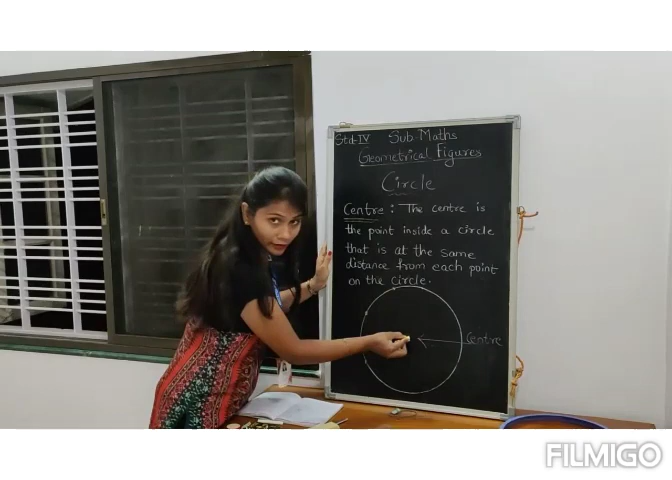 Std-IV Sub-Maths
Geometrical Figures
Circle
Centre : The centre is
the point inside a circle
that is at the same
distance from each point
on the circle.
Centre
FILMIGO